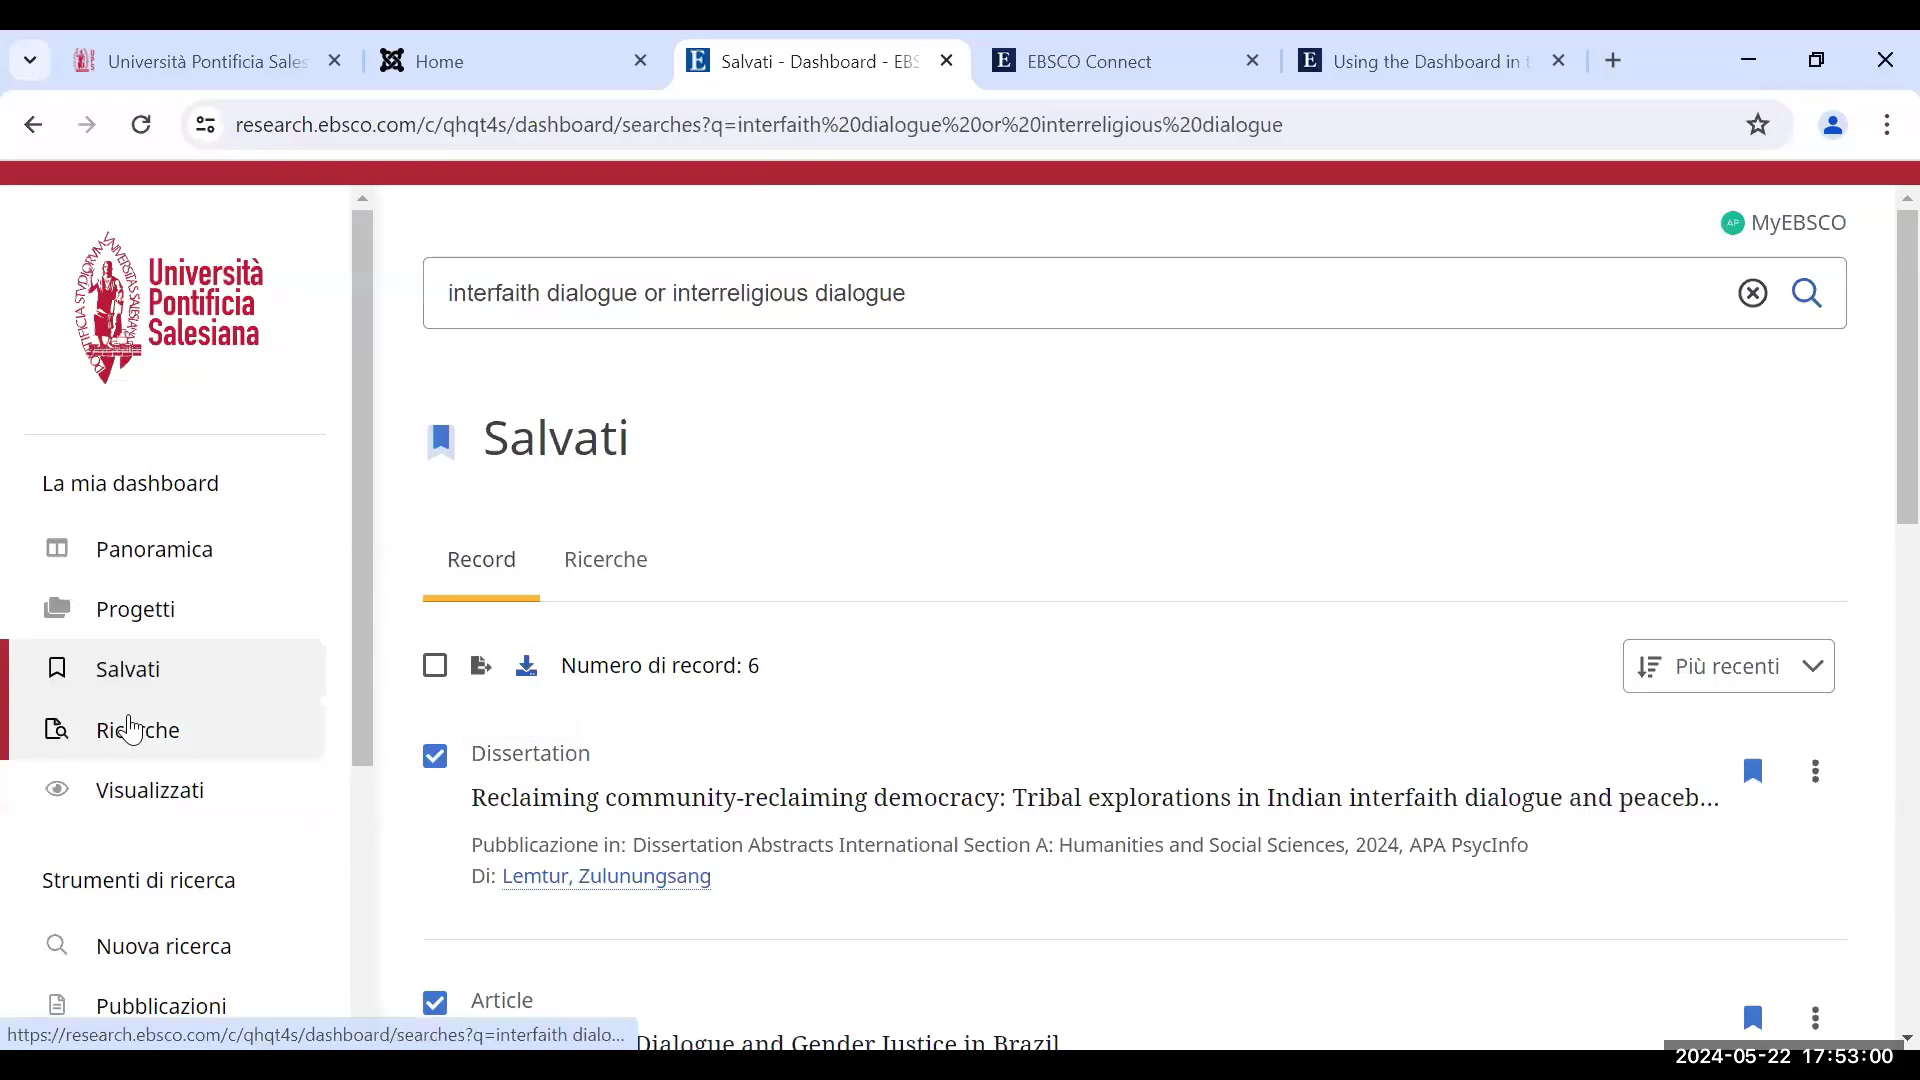 Università Pontificia Sales
Home
Salvati - Dashboard - EBS
EBSCO Connect
Using the Dashboard in t
research.ebsco.com/c/qhqt4s/dashboard/searches?q=interfaith%20dialogue%20or%20interreligious%20dialogue
Università
Pontificia
Salesiana
AP MyEBSCO
interfaith dialogue or interreligious dialogue
Salvati
La mia dashboard
Panoramica
Progetti
Salvati
Ricerche
Visualizzati
Strumenti di ricerca
Nuova ricerca
Pubblicazioni
Record
Ricerche
Numero di record: 6
Più recenti
Dissertation
Reclaiming community-reclaiming democracy: Tribal explorations in Indian interfaith dialogue and peaceb...
Pubblicazione in: Dissertation Abstracts International Section A: Humanities and Social Sciences, 2024, APA PsycInfo
Di: Lemtur, Zulunungsang
Article
Dialogue and Gender Justice in Brazil
https://research.ebsco.com/c/qhqt4s/dashboard/searches?q=interfaith dialo...
2024-05-22 17:53:00